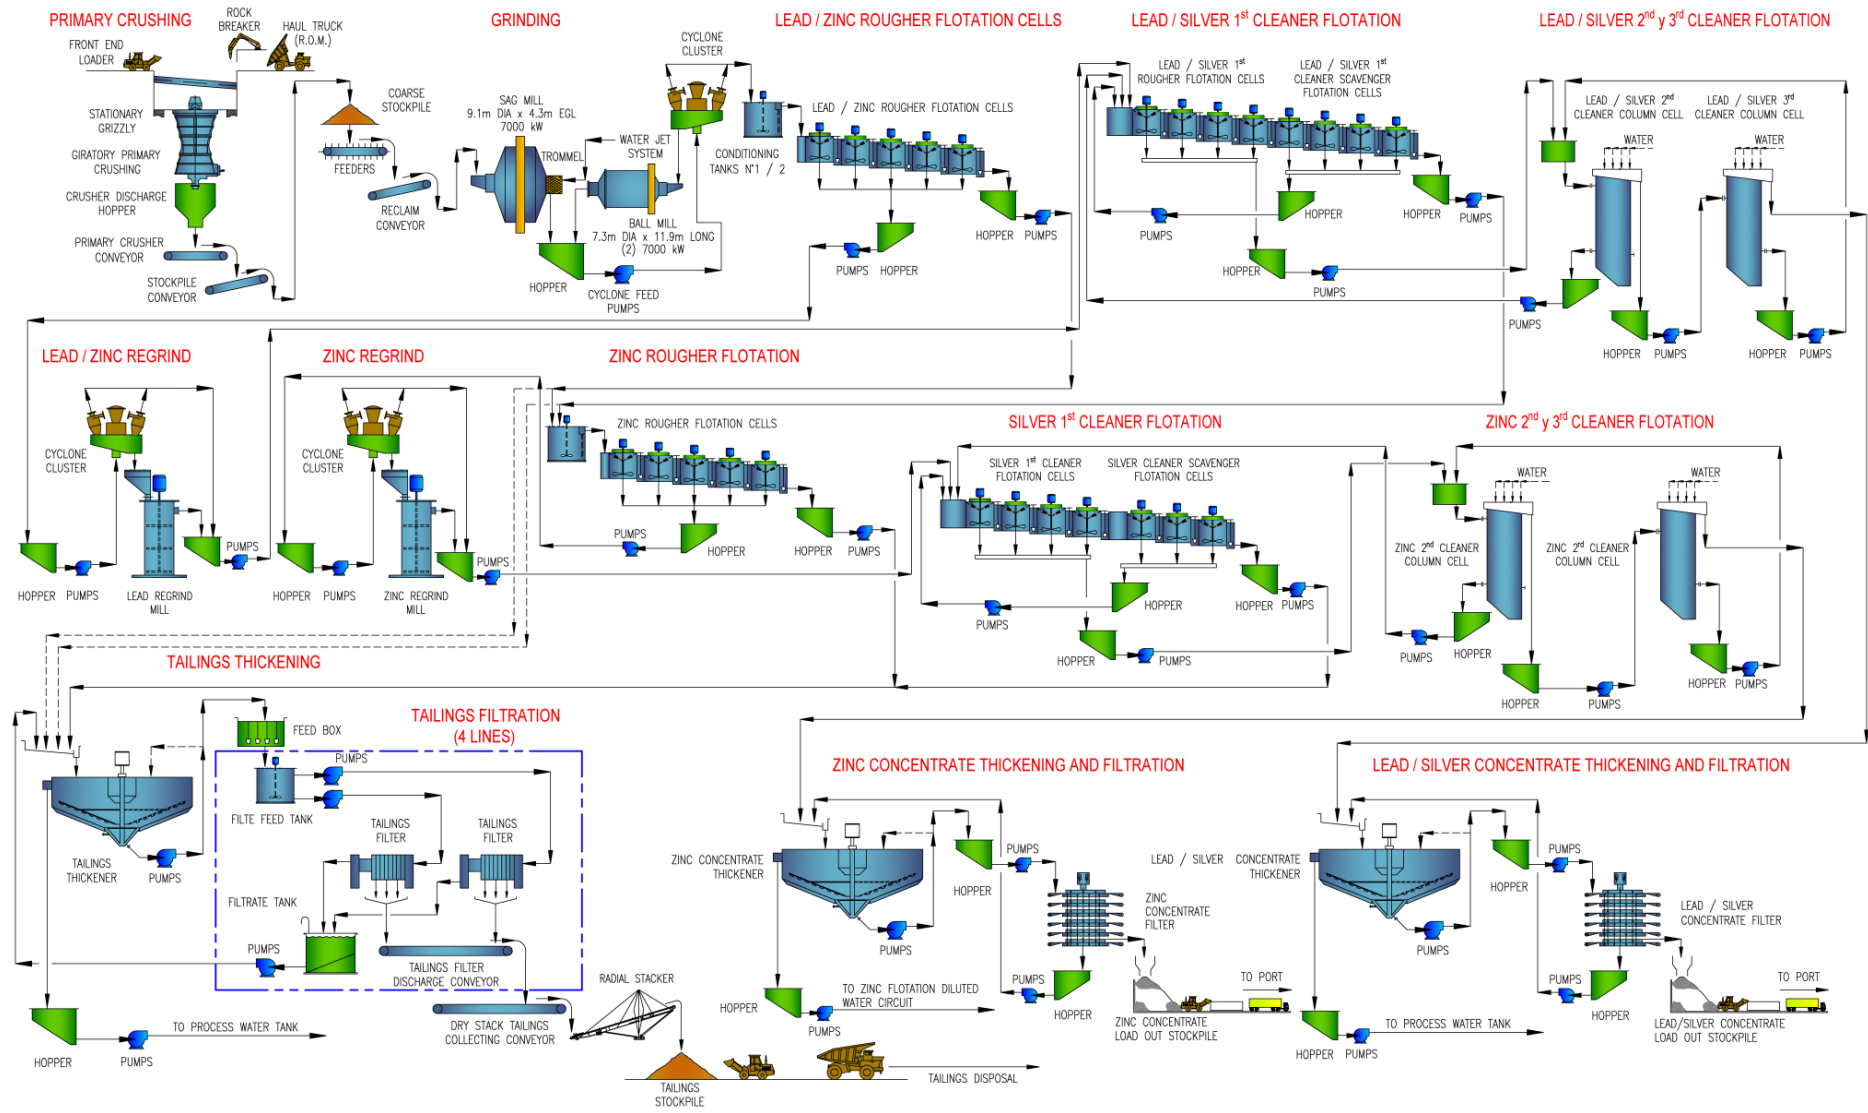 PRIMARY CRUSHING
ROCK
BREAKER
HAUL TRUCK
(R.O.M.)
FRONT END
LOADER
STATIONARY
GRIZZLY
GIRATORY PRIMARY
CRUSHING
CRUSHER DISCHARGE
HOPPER
PRIMARY CRUSHER
CONVEYOR
STOCKPILE
CONVEYOR
COARSE
STOCKPILE
FEEDERS
RECLAIM
CONVEYOR
GRINDING
SAG MILL
9.1m DIA x 4.3m EGL
7000 kW
TROMMEL
WATER JET
SYSTEM
CYCLONE
CLUSTER
BALL MILL
7.3m DIA x 11.9m LONG
(2) 7000 kW
HOPPER
CYCLONE FEED
PUMPS
LEAD / ZINC ROUGHER FLOTATION CELLS
LEAD / ZINC ROUGHER FLOTATION CELLS
CONDITIONING
TANKS N°1 / 2
PUMPS
HOPPER
HOPPER
PUMPS
LEAD / SILVER 1st CLEANER FLOTATION
LEAD / SILVER 1st
ROUGHER FLOTATION CELLS
LEAD / SILVER 1st
CLEANER SCAVENGER
FLOTATION CELLS
PUMPS
HOPPER
HOPPER
PUMPS
HOPPER
PUMPS
LEAD / SILVER 2nd y 3rd CLEANER FLOTATION
LEAD / SILVER 2nd
CLEANER COLUMN CELL
LEAD / SILVER 3rd
CLEANER COLUMN CELL
WATER
WATER
PUMPS
HOPPER
PUMPS
HOPPER
PUMPS
LEAD / ZINC REGRIND
CYCLONE
CLUSTER
HOPPER
PUMPS
LEAD REGRIND
MILL
PUMPS
ZINC REGRIND
CYCLONE
CLUSTER
HOPPER
PUMPS
ZINC REGRIND
MILL
PUMPS
ZINC ROUGHER FLOTATION
ZINC ROUGHER FLOTATION CELLS
PUMPS
HOPPER
HOPPER
PUMPS
SILVER 1st CLEANER FLOTATION
SILVER 1st CLEANER
FLOTATION CELLS
SILVER CLEANER SCAVENGER
FLOTATION CELLS
PUMPS
HOPPER
HOPPER
PUMPS
HOPPER
PUMPS
ZINC 2nd y 3rd CLEANER FLOTATION
WATER
WATER
ZINC 2nd CLEANER
COLUMN CELL
ZINC 2rd CLEANER
COLUMN CELL
PUMPS
HOPPER
HOPPER
PUMPS
HOPPER
PUMPS
TAILINGS THICKENING
TAILINGS
THICKENER
PUMPS
HOPPER
PUMPS
TO PROCESS WATER TANK
FEED BOX
TAILINGS FILTRATION
(4 LINES)
PUMPS
FILTE FEED TANK
TAILINGS
FILTER
TAILINGS
FILTER
FILTRATE TANK
PUMPS
TAILINGS FILTER
DISCHARGE CONVEYOR
DRY STACK TAILINGS
COLLECTING CONVEYOR
RADIAL STACKER
TAILINGS
STOCKPILE
TAILINGS DISPOSAL
ZINC CONCENTRATE THICKENING AND FILTRATION
ZINC CONCENTRATE
THICKENER
PUMPS
HOPPER
PUMPS
ZINC
CONCENTRATE
FILTER
PUMPS
HOPPER
HOPPER
PUMPS
TO ZINC FLOTATION DILUTED
WATER CIRCUIT
TO PORT
ZINC CONCENTRATE
LOAD OUT STOCKPILE
LEAD / SILVER CONCENTRATE THICKENING AND FILTRATION
LEAD / SILVER CONCENTRATE
THICKENER
PUMPS
HOPPER
PUMPS
LEAD / SILVER
CONCENTRATE FILTER
PUMPS
HOPPER
HOPPER
PUMPS
TO PROCESS WATER TANK
TO PORT
LEAD/SILVER CONCENTRATE
LOAD OUT STOCKPILE